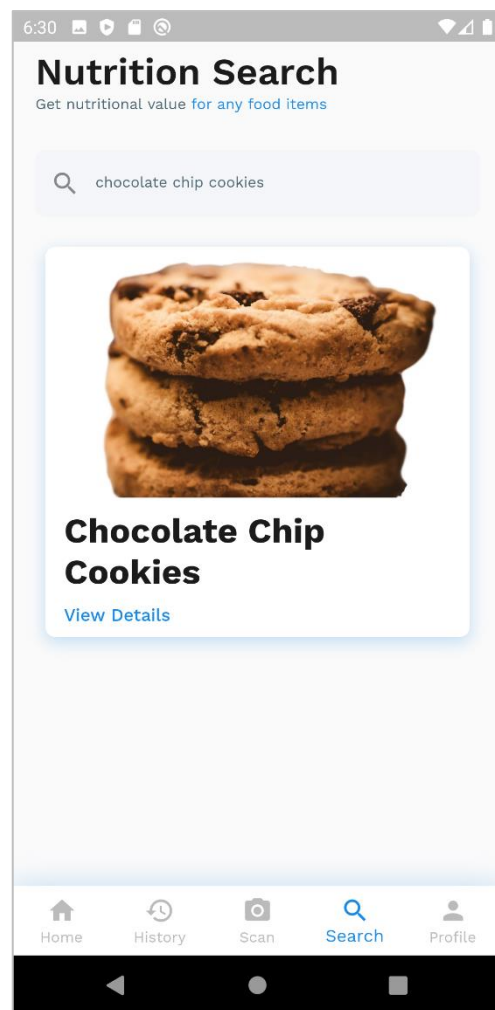 6:30
Nutrition Search
Get nutritional value for any food items
chocolate chip cookies
Chocolate Chip
Cookies
View Details
Home History Scan Search Profile